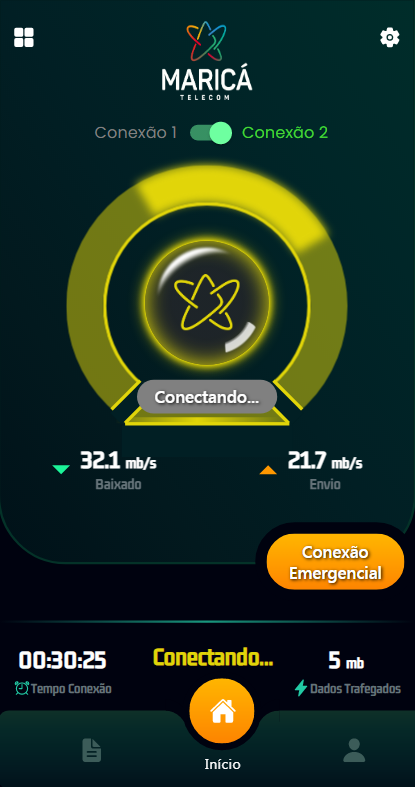 MARICÁ
TELECOM
Conexão 1 Conexão 2
Conectando...
32.1 mb/s 21.7 mb/s
Baixado Envio
Conexão
Emergencial
00:30:25 Conectando... 5 mb
Tempo Conexão Dados Trafegados
Início